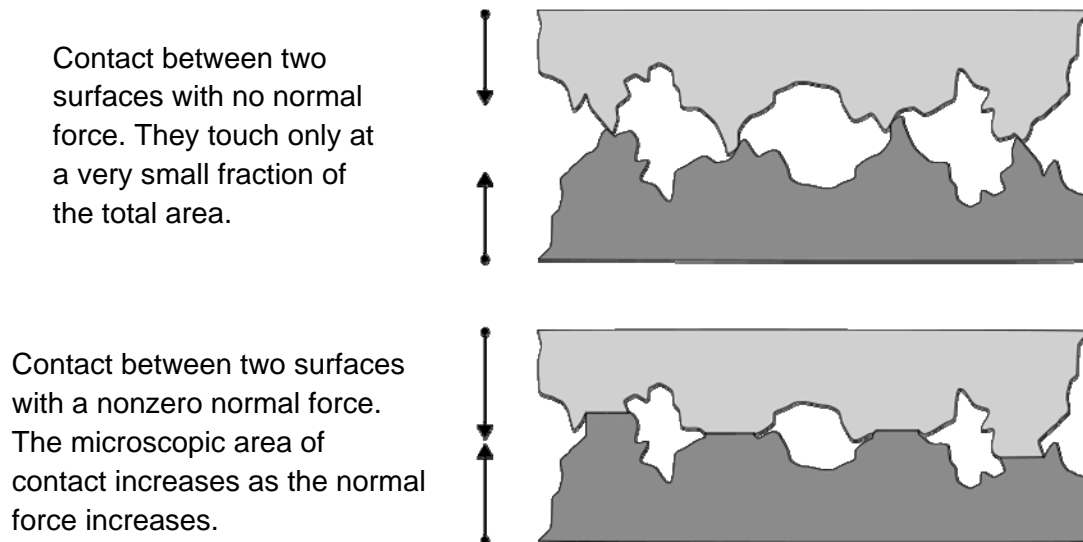 Contact between two
surfaces with no normal
force. They touch only at
a very small fraction of
the total area.
Contact between two surfaces
with a nonzero normal force.
The microscopic area of
contact increases as the normal
force increases.